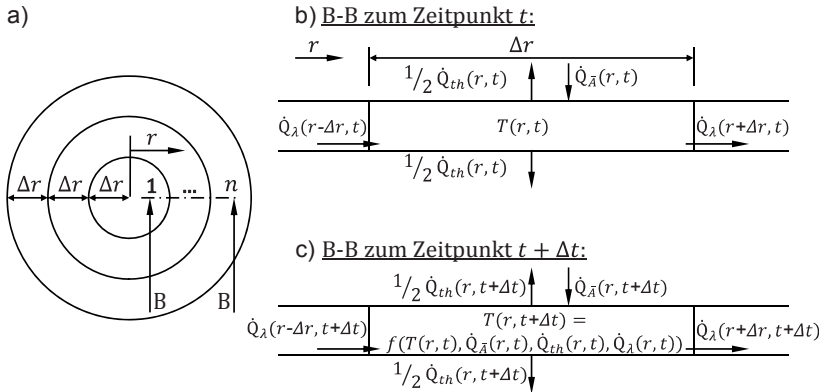 a)
r
Δr Δr Δr 1 ... n
B B
b) B-B zum Zeitpunkt t:
r Δr
1/2 Q̇th(r, t) Q̇Ā(r, t)
Q̇λ(r-Δr, t) T(r, t) Q̇λ(r+Δr, t)
1/2 Q̇th(r, t)
c) B-B zum Zeitpunkt t + Δt:
1/2 Q̇th(r, t+Δt) Q̇Ā(r, t+Δt)
Q̇λ(r-Δr, t+Δt) T(r, t+Δt) = Q̇λ(r+Δr, t+Δt)
f(T(r, t), Q̇Ā(r, t), Q̇th(r, t), Q̇λ(r, t))
1/2 Q̇th(r, t+Δt)